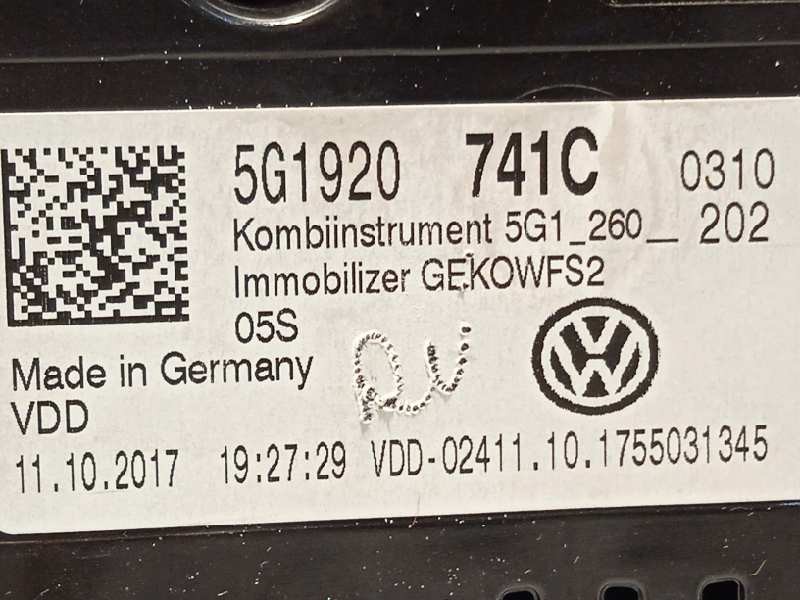 5G1920 741C 0310
Kombiinstrument 5G1_260__ 202
Immobilizer GEKOWFS2
05S
Made in Germany
VDD
11.10.2017 19:27:29 VDD-02411.10.1755031345